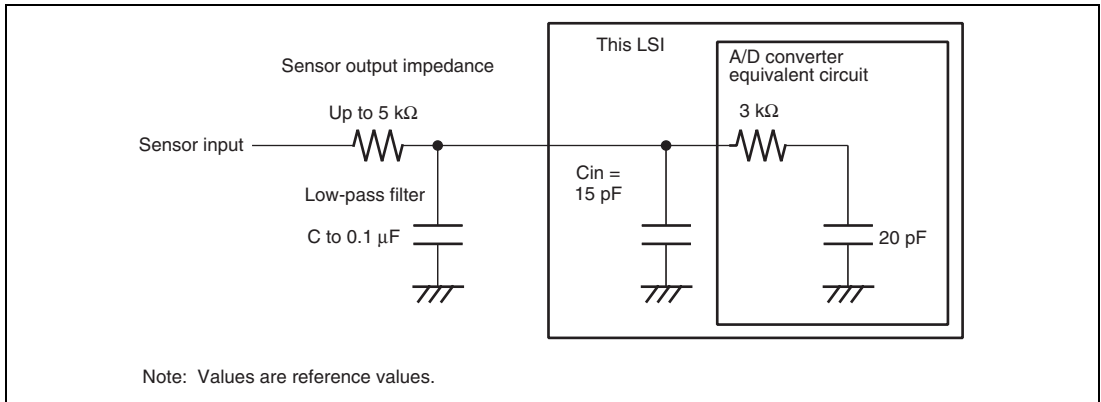 This LSI
A/D converter
equivalent circuit
Sensor output impedance
Up to 5 kΩ
3 kΩ
Sensor input
Cin =
15 pF
Low-pass filter
C to 0.1 μF
20 pF
Note: Values are reference values.